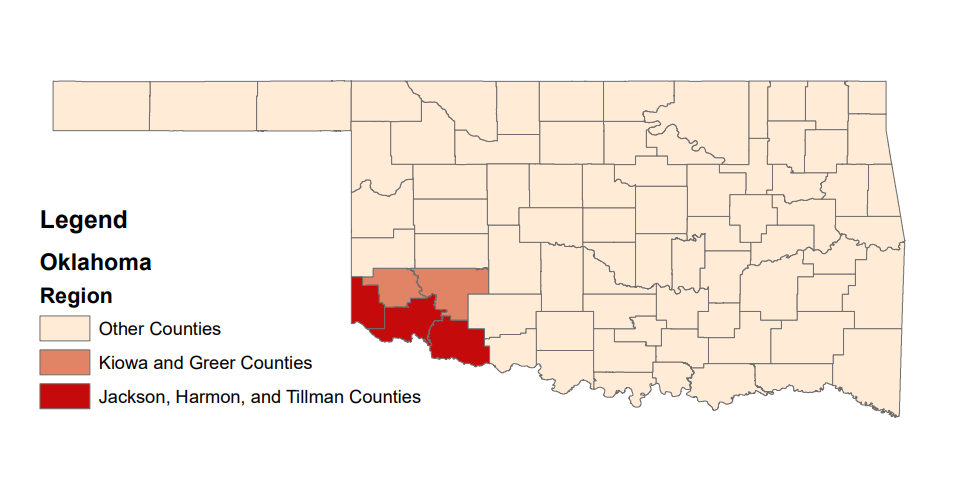 Legend
Oklahoma
Region
Other Counties
Kiowa and Greer Counties
Jackson, Harmon, and Tillman Counties